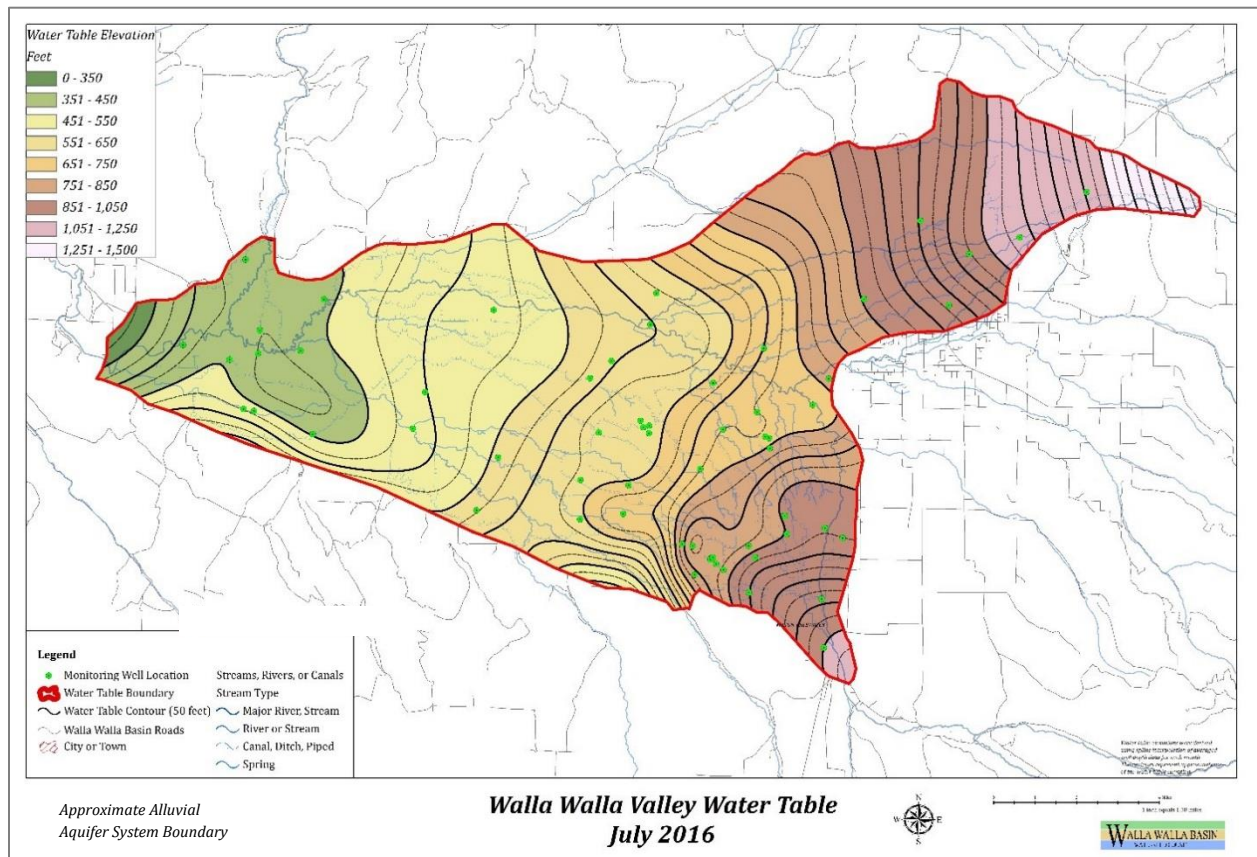 Water Table Elevation
Feet
0 - 350
351 - 450
451 - 550
551 - 650
651 - 750
751 - 850
851 - 1,050
1,051 - 1,250
1,251 - 1,500
Legend
Monitoring Well Location
Water Table Boundary
Water Table Contour (50 feet)
Walla Walla Basin Roads
City or Town
Streams, Rivers, or Canals
Stream Type
Major River, Stream
River or Stream
Canal, Ditch, Piped
Spring
Approximate Alluvial
Aquifer System Boundary
Walla Walla Valley Water Table
July 2016
N
W E
S
WALLA WALLA BASIN